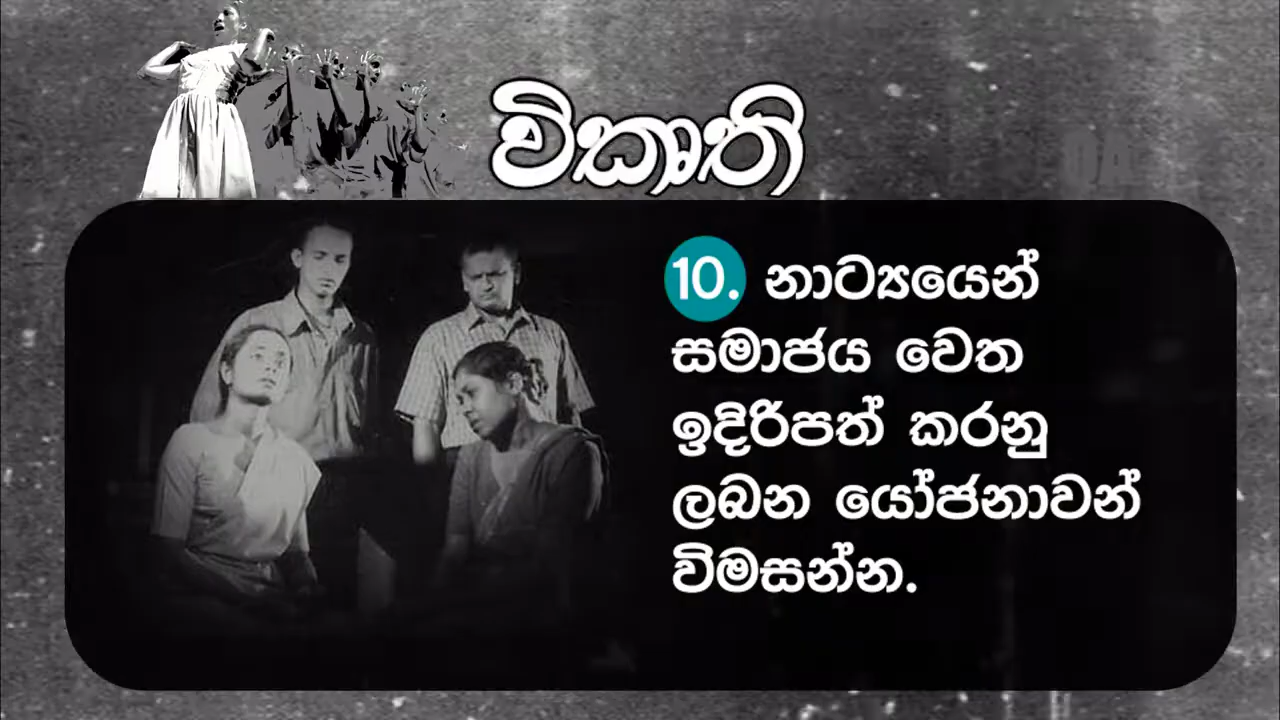 විකෘති
10. නාට්‍යයෙන්
සමාජය වෙත
ඉදිරිපත් කරනු
ලබන යෝජනාවන්
විමසන්න.